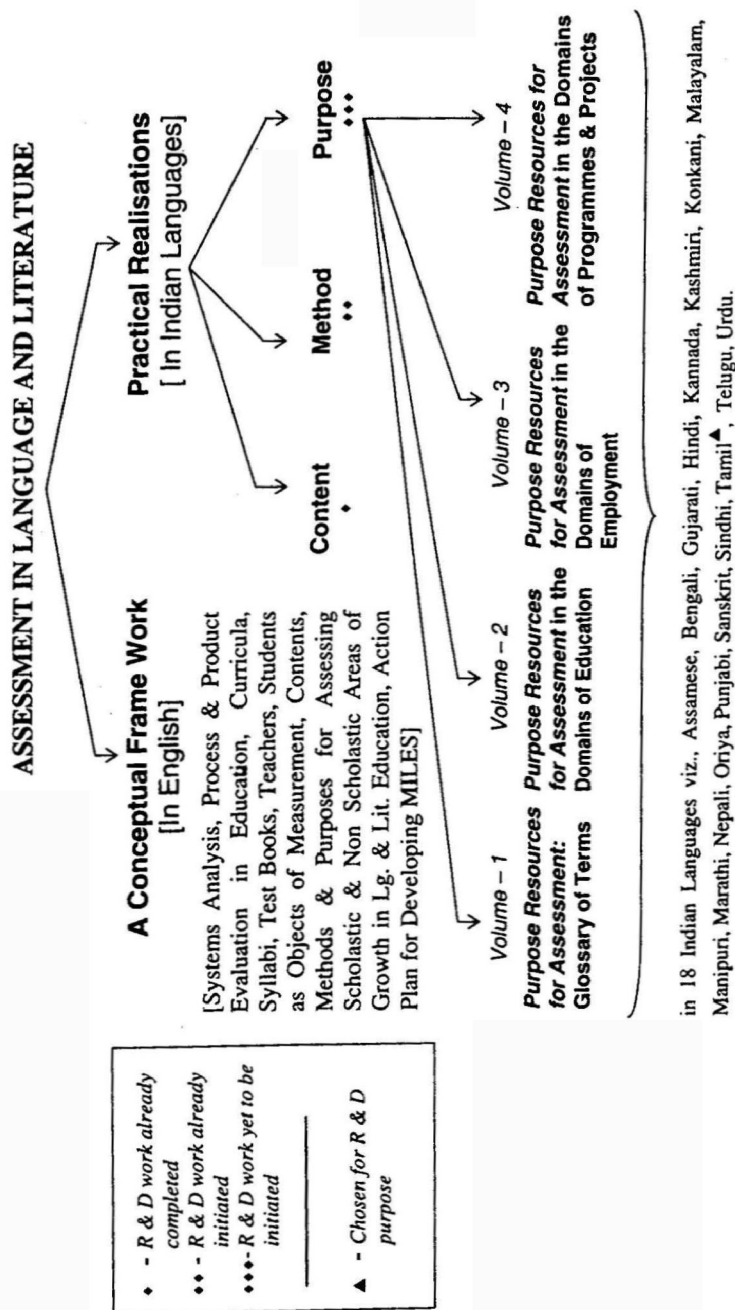 ASSESSMENT IN LANGUAGE AND LITERATURE
A Conceptual Frame Work
[In English]
[Systems Analysis, Process & Product
Evaluation in Education, Curricula,
Syllabi, Test Books, Teachers, Students
as Objects of Measurement, Contents,
Methods & Purposes for Assessing
Scholastic & Non Scholastic Areas of
Growth in Lg. & Lit. Education, Action
Plan for Developing MILES]
Practical Realisations
[ In Indian Languages]
Content
♦
Method
♦♦
Purpose
♦♦♦
Volume – 1
Purpose Resources
for Assessment:
Glossary of Terms
Volume – 2
Purpose Resources
for Assessment in the
Domains of Education
Volume – 3
Purpose Resources
for Assessment in the
Domains of
Employment
Volume – 4
Purpose Resources for
Assessment in the Domains
of Programmes & Projects
in 18 Indian Languages viz., Assamese, Bengali, Gujarati, Hindi, Kannada, Kashmiri, Konkani, Malayalam,
Manipuri, Marathi, Nepali, Oriya, Punjabi, Sanskrit, Sindhi, Tamil▲, Telugu, Urdu.
♦ - R & D work already
completed
♦♦ - R & D work already
initiated
♦♦♦- R & D work yet to be
initiated
▲ - Chosen for R & D
purpose